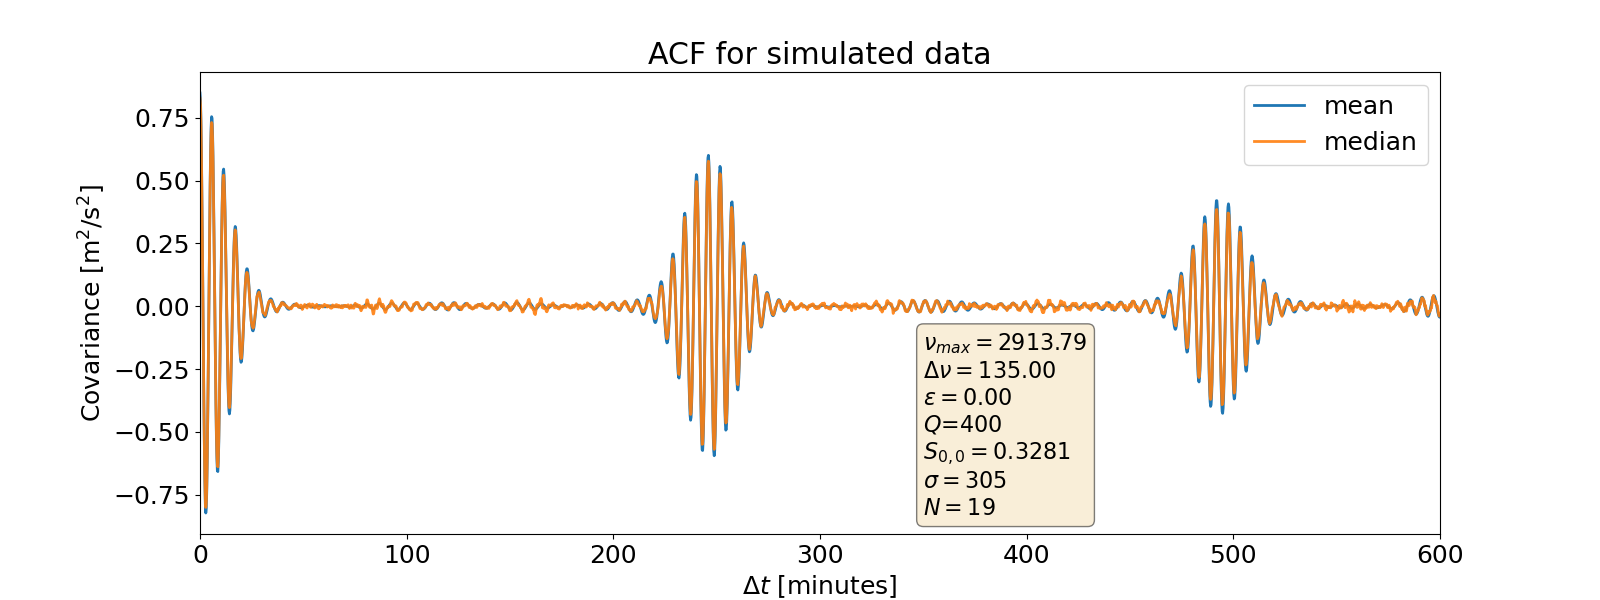 ACF for simulated data
mean
median
Covariance [m²/s²]
0.75
0.50
0.25
0.00
−0.25
−0.50
−0.75
ν_max = 2913.79
Δν = 135.00
ε = 0.00
Q=400
S_{0,0} = 0.3281
σ = 305
N = 19
0 100 200 300 400 500 600
Δt [minutes]